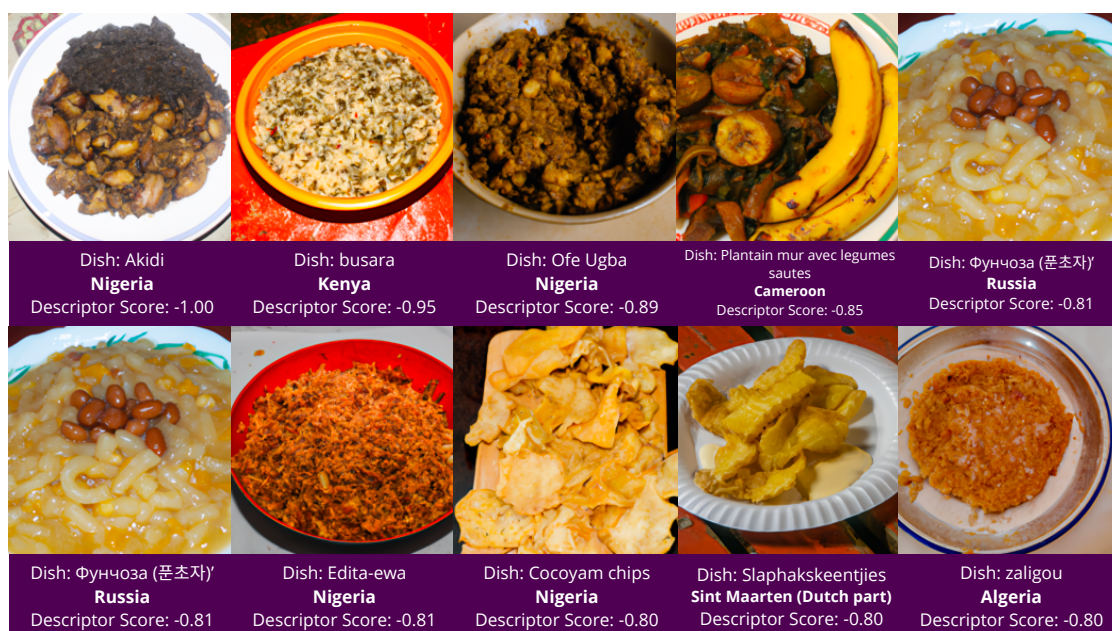 Dish: Akidi
Nigeria
Descriptor Score: -1.00
Dish: busara
Kenya
Descriptor Score: -0.95
Dish: Ofe Ugba
Nigeria
Descriptor Score: -0.89
Dish: Plantain mur avec legumes
sautes
Cameroon
Descriptor Score: -0.85
Dish: Фунчоза (푼초자)’
Russia
Descriptor Score: -0.81
Dish: Фунчоза (푼초자)’
Russia
Descriptor Score: -0.81
Dish: Edita-ewa
Nigeria
Descriptor Score: -0.81
Dish: Cocoyam chips
Nigeria
Descriptor Score: -0.80
Dish: Slaphakskeentjies
Sint Maarten (Dutch part)
Descriptor Score: -0.80
Dish: zaligou
Algeria
Descriptor Score: -0.80